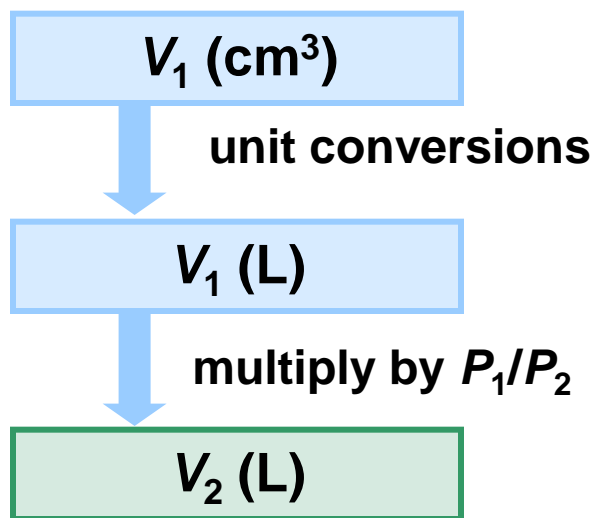 V₁ (cm³)
unit conversions
V₁ (L)
multiply by P₁/P₂
V₂ (L)